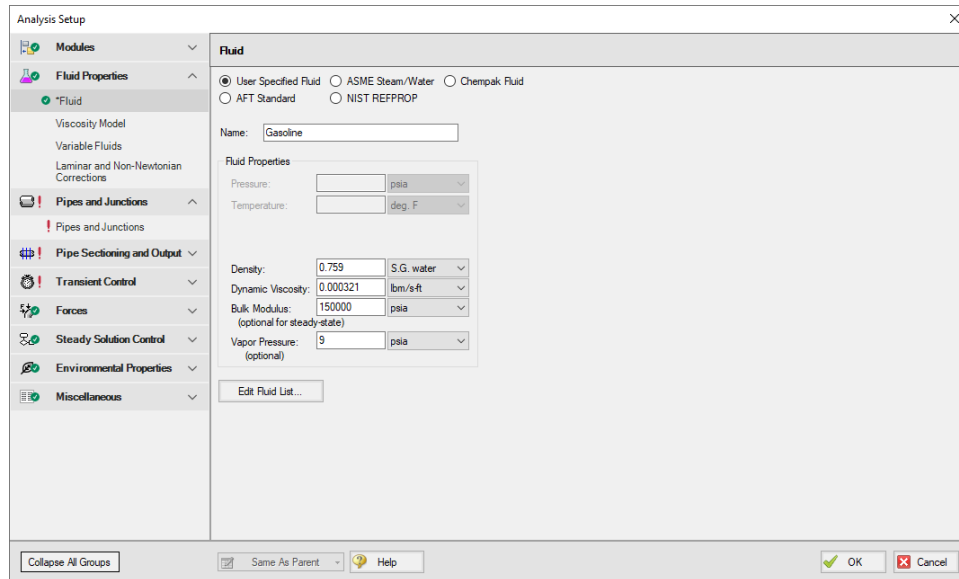 Analysis Setup
Modules
Fluid Properties
*Fluid
Viscosity Model
Variable Fluids
Laminar and Non-Newtonian
Corrections
Pipes and Junctions
Pipes and Junctions
Pipe Sectioning and Output
Transient Control
Forces
Steady Solution Control
Environmental Properties
Miscellaneous
Collapse All Groups
Fluid
User Specified Fluid ASME Steam/Water Chempak Fluid
AFT Standard NIST REFPROP
Name: Gasoline
Fluid Properties
Pressure: psia
Temperature: deg. F
Density: 0.759 S.G. water
Dynamic Viscosity: 0.000321 lbm/s-ft
Bulk Modulus: 150000 psia
(optional for steady-state)
Vapor Pressure: 9 psia
(optional)
Edit Fluid List...
Same As Parent Help OK Cancel